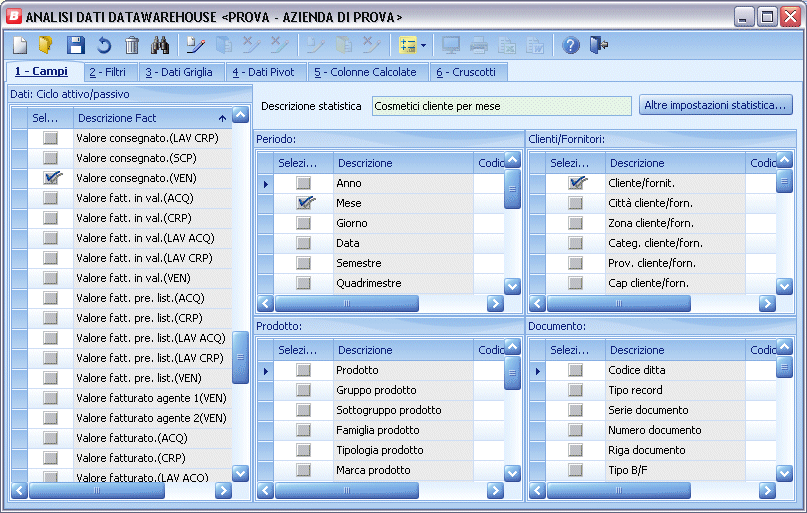 B ANALISI DATI DATAWAREHOUSE <PROVA - AZIENDA DI PROVA>
1 - Campi 2 - Filtri 3 - Dati Griglia 4 - Dati Pivot 5 - Colonne Calcolate 6 - Cruscotti
Dati: Ciclo attivo/passivo
Sel... Descrizione Fact
Valore consegnato.(LAV CRP)
Valore consegnato.(SCP)
Valore consegnato.(VEN)
Valore fatt. in val.(ACQ)
Valore fatt. in val.(CRP)
Valore fatt. in val.(LAV ACQ)
Valore fatt. in val.(LAV CRP)
Valore fatt. in val.(VEN)
Valore fatt. pre. list.(ACQ)
Valore fatt. pre. list.(CRP)
Valore fatt. pre. list.(LAV ACQ)
Valore fatt. pre. list.(LAV CRP)
Valore fatt. pre. list.(VEN)
Valore fatturato agente 1(VEN)
Valore fatturato agente 2(VEN)
Valore fatturato.(ACQ)
Valore fatturato.(CRP)
Valore fatturato.(LAV ACQ)
Descrizione statistica Cosmetici cliente per mese Altre impostazioni statistica...
Periodo:
Selezi... Descrizione Codic
Anno
Mese
Giorno
Data
Semestre
Quadrimestre
Clienti/Fornitori:
Selezi... Descrizione Codic
Cliente/fornit.
Città cliente/forn.
Zona cliente/forn.
Categ. cliente/forn.
Prov. cliente/forn.
Cap cliente/forn.
Prodotto:
Selezi... Descrizione Codic
Prodotto
Gruppo prodotto
Sottogruppo prodotto
Famiglia prodotto
Tipologia prodotto
Marca prodotto
Documento:
Selezi... Descrizione Codic
Codice ditta
Tipo record
Serie documento
Numero documento
Riga documento
Tipo B/F